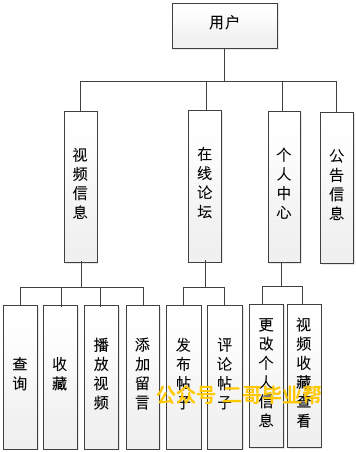 用户
视频信息
在线论坛
个人中心
公告信息
查询
收藏
播放视频
添加留言
发布帖子
评论帖子
更改个人信息
视频收藏查看
公众号 二哥毕业帮